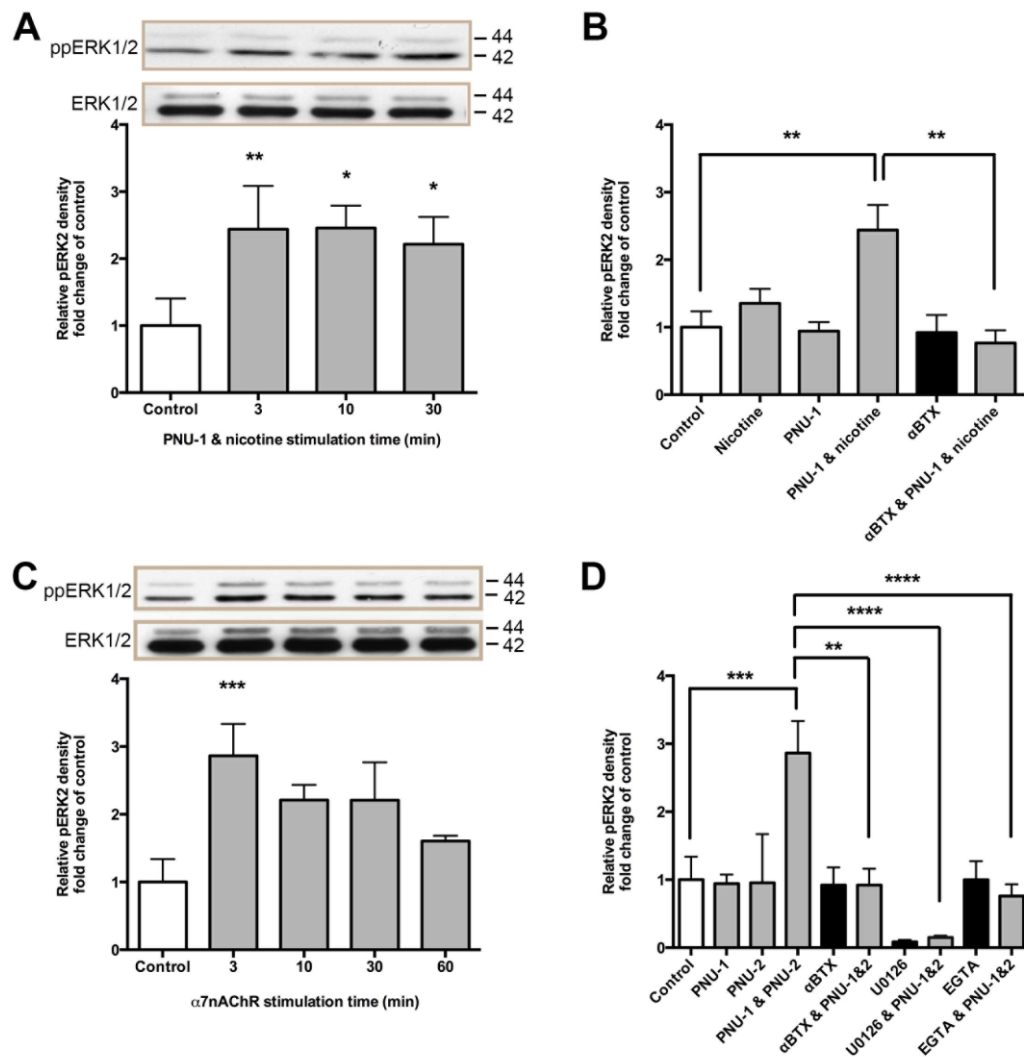 A
ppERK1/2
44
42
ERK1/2
44
42
Relative pERK2 density
fold change of control
4
3
2
1
0
**
*
*
Control
3
10
30
PNU-1 & nicotine stimulation time (min)
B
Relative pERK2 density
fold change of control
4
3
2
1
0
**
**
Control
Nicotine
PNU-1
PNU-1 & nicotine
αBTX
αBTX & PNU-1 & nicotine
C
ppERK1/2
44
42
ERK1/2
44
42
Relative pERK2 density
fold change of control
4
3
2
1
0
***
Control
3
10
30
60
α7nAChR stimulation time (min)
D
Relative pERK2 density
fold change of control
4
3
2
1
0
****
****
**
***
Control
PNU-1
PNU-2
PNU-1 & PNU-2
αBTX
αBTX & PNU-1&2
U0126
U0126 & PNU-1&2
EGTA
EGTA & PNU-1&2